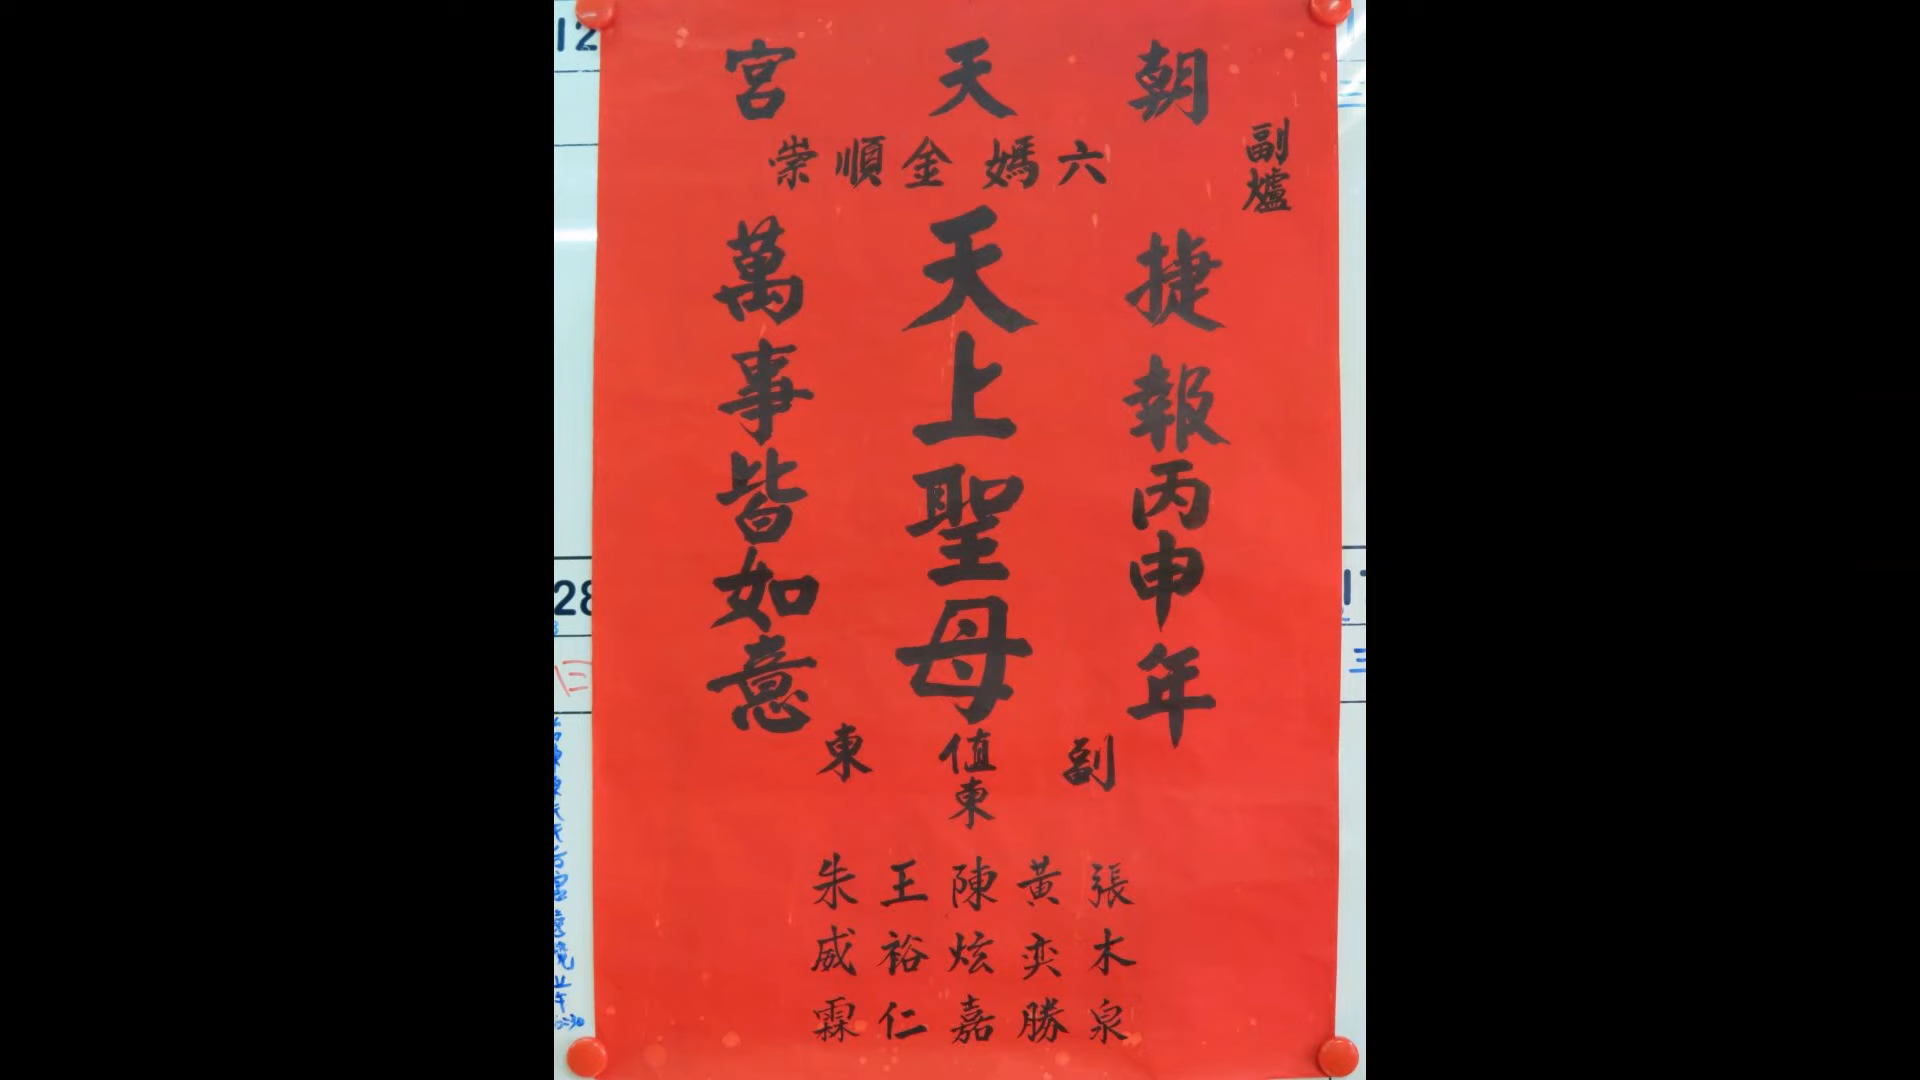 朝天宮
六媽金順崇
副爐
捷報丙申年
天上聖母
萬事皆如意
副
值東
東
張木泉
黃奕勝
陳炫嘉
王裕仁
朱威霖
12
28